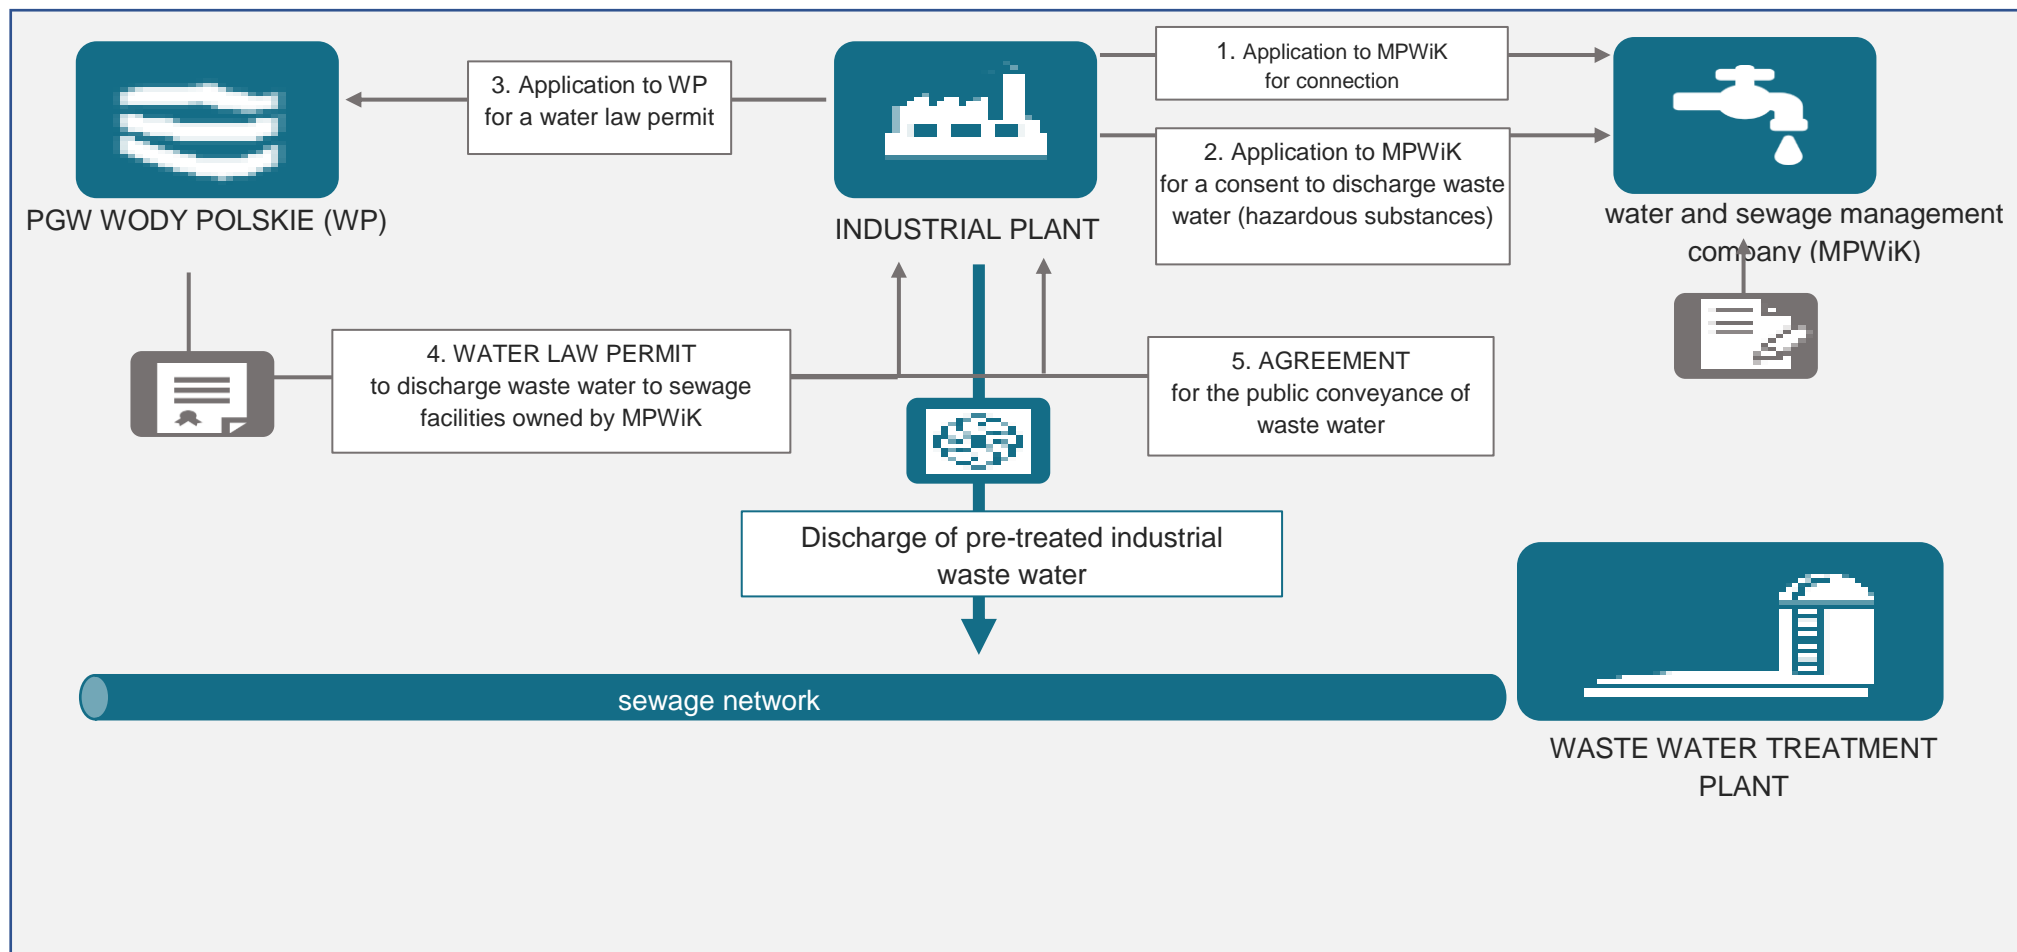 3. Application to WP
for a water law permit
1. Application to MPWiK
for connection
2. Application to MPWiK
for a consent to discharge waste
water (hazardous substances)
PGW WODY POLSKIE (WP)
INDUSTRIAL PLANT
water and sewage management
company (MPWiK)
4. WATER LAW PERMIT
to discharge waste water to sewage
facilities owned by MPWiK
5. AGREEMENT
for the public conveyance of
waste water
Discharge of pre-treated industrial
waste water
sewage network
WASTE WATER TREATMENT
PLANT